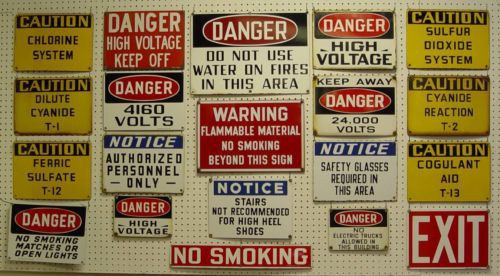 CAUTION
CHLORINE
SYSTEM
DANGER
HIGH VOLTAGE
KEEP OFF
DANGER
DO NOT USE
WATER ON FIRES
IN THIS AREA
DANGER
HIGH
VOLTAGE
KEEP AWAY
CAUTION
SULFUR
DIOXIDE
SYSTEM
CAUTION
DILUTE
CYANIDE
T-1
DANGER
4160
VOLTS
WARNING
FLAMMABLE MATERIAL
NO SMOKING
BEYOND THIS SIGN
DANGER
24,000
VOLTS
CAUTION
CYANIDE
REACTION
T-2
CAUTION
FERRIC
SULFATE
T-12
NOTICE
AUTHORIZED
PERSONNEL
ONLY
NOTICE
STAIRS
NOT RECOMMENDED
FOR HIGH HEEL
SHOES
NOTICE
SAFETY GLASSES
REQUIRED IN
THIS AREA
CAUTION
COGULANT
AID
T-13
DANGER
NO SMOKING
MATCHES OR
OPEN LIGHTS
DANGER
HIGH
VOLTAGE
NO SMOKING
DANGER
NO
ELECTRIC TRUCKS
ALLOWED IN
THIS BUILDING
EXIT